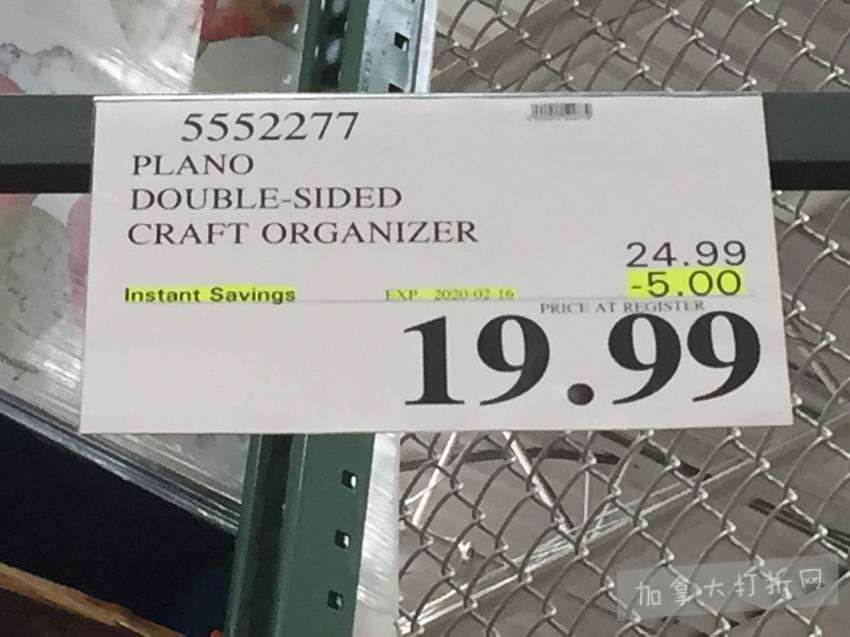 5552277
PLANO
DOUBLE-SIDED
CRAFT ORGANIZER
24.99
Instant Savings EXP 2020-02-16 -5.00
PRICE AT REGISTER
19.99
加拿大打折网